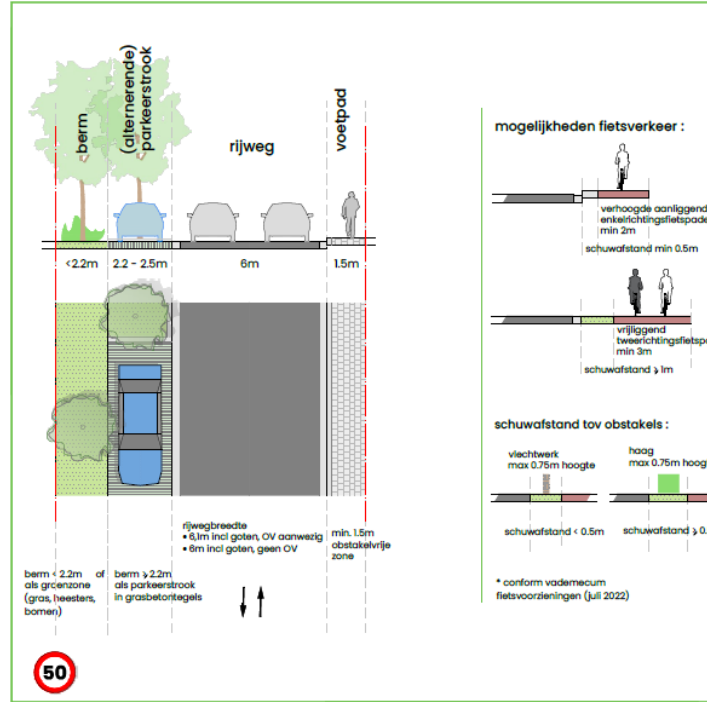 berm
(alternerende)
parkeerstrook
rijweg
voetpad
<2.2m
2.2 - 2.5m
6m
1.5m
rijwegbreedte
• 6,1m incl goten, OV aanwezig
• 6m incl goten, geen OV
min. 1.5m
obstakelvrije
zone
berm < 2.2m of
als groenzone
(gras, heesters,
bomen)
berm ⩾ 2.2m
als parkeerstrook
in grasbetontegels
50
mogelijkheden fietsverkeer :
verhoogde aanliggend
enkelrichtingsfietspade
min 2m
schuwafstand min 0.5m
vrijliggend
tweerichtingsfietspa
min 3m
schuwafstand ⩾ 1m
schuwafstand tov obstakels :
vlechtwerk
max 0.75m hoogte
haag
max 0.75m hoogt
schuwafstand < 0.5m
schuwafstand ⩾ 0.
* conform vademecum
fietsvoorzieningen (juli 2022)